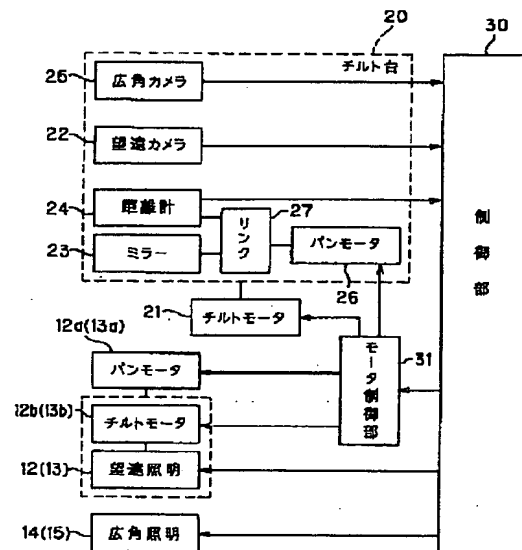 20
30
チルト台
26
広角カメラ
22
望遠カメラ
24
距離計
リンク
27
23
ミラー
パンモータ
26
制御部
21
チルトモータ
12a(13a)
パンモータ
モータ制御部
31
12b(13b)
チルトモータ
12(13)
望遠照明
14(15)
広角照明